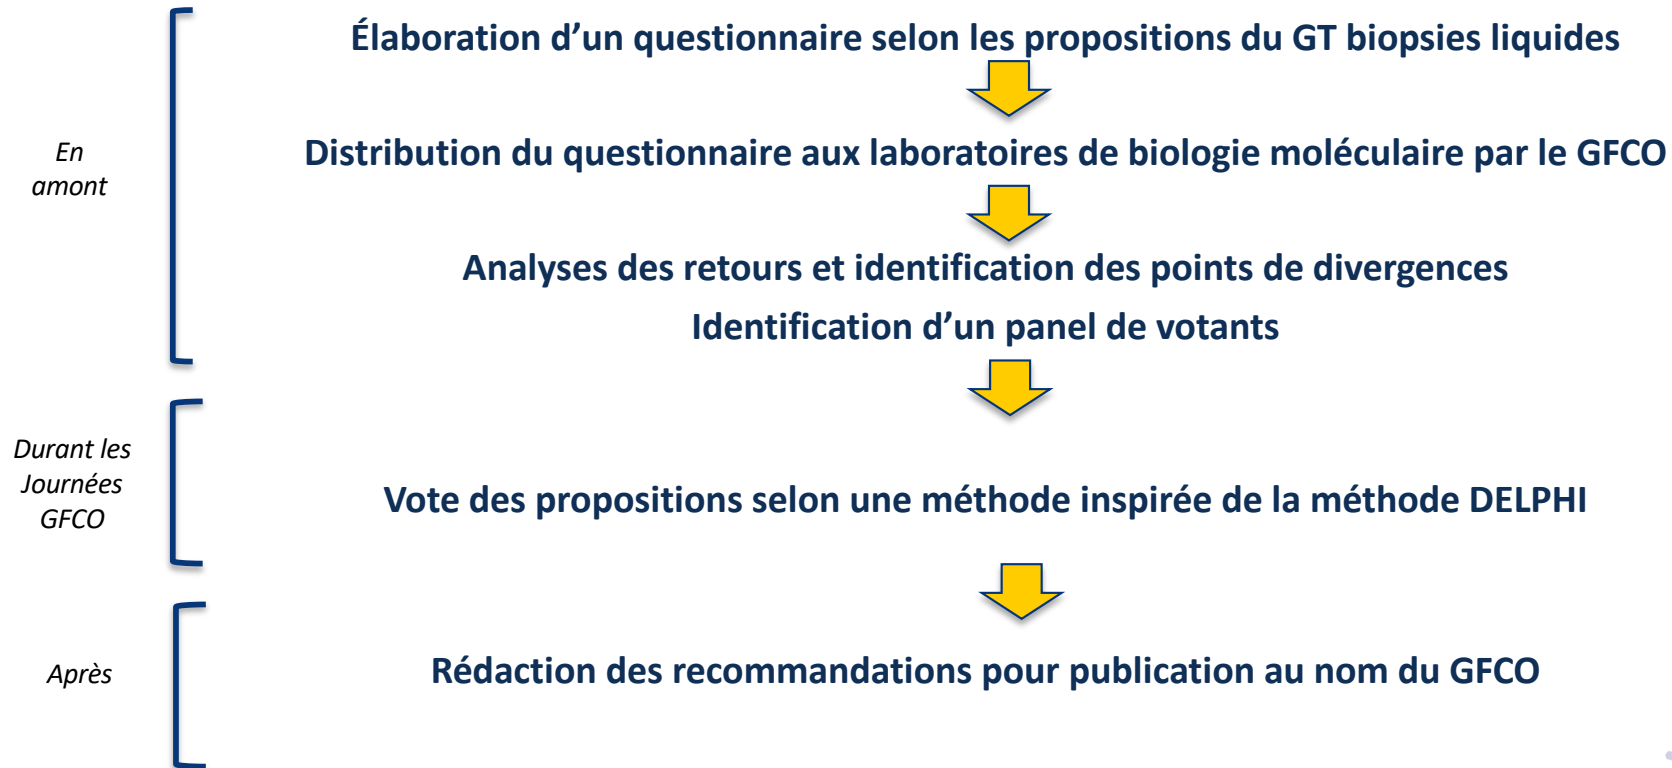 Élaboration d’un questionnaire selon les propositions du GT biopsies liquides
En
amont
Distribution du questionnaire aux laboratoires de biologie moléculaire par le GFCO
Analyses des retours et identification des points de divergences
Identification d’un panel de votants
Durant les
Journées
GFCO
Vote des propositions selon une méthode inspirée de la méthode DELPHI
Après
Rédaction des recommandations pour publication au nom du GFCO